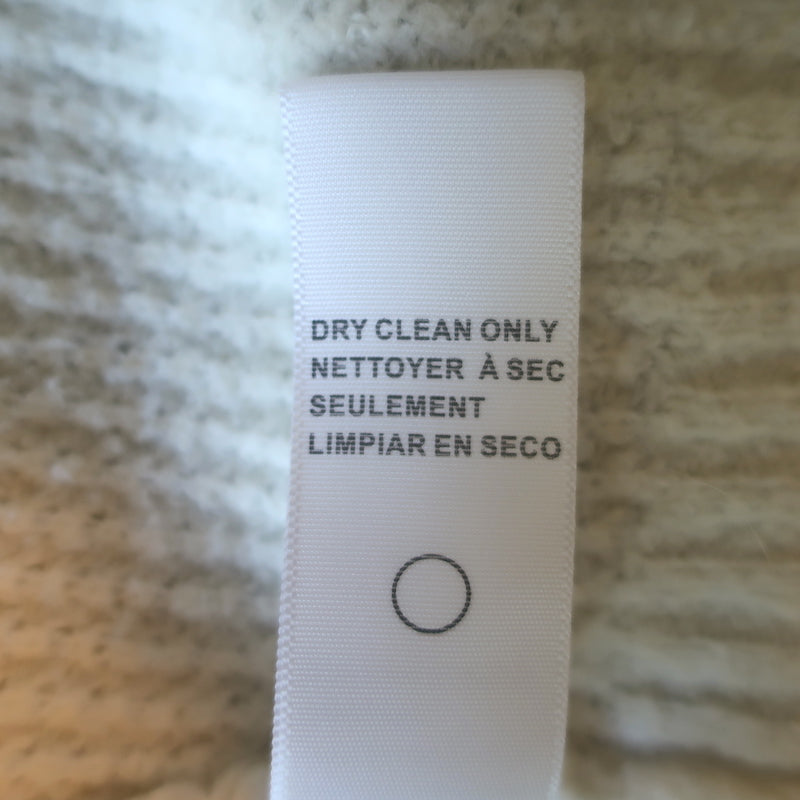 DRY CLEAN ONLY
NETTOYER À SEC
SEULEMENT
LIMPIAR EN SECO